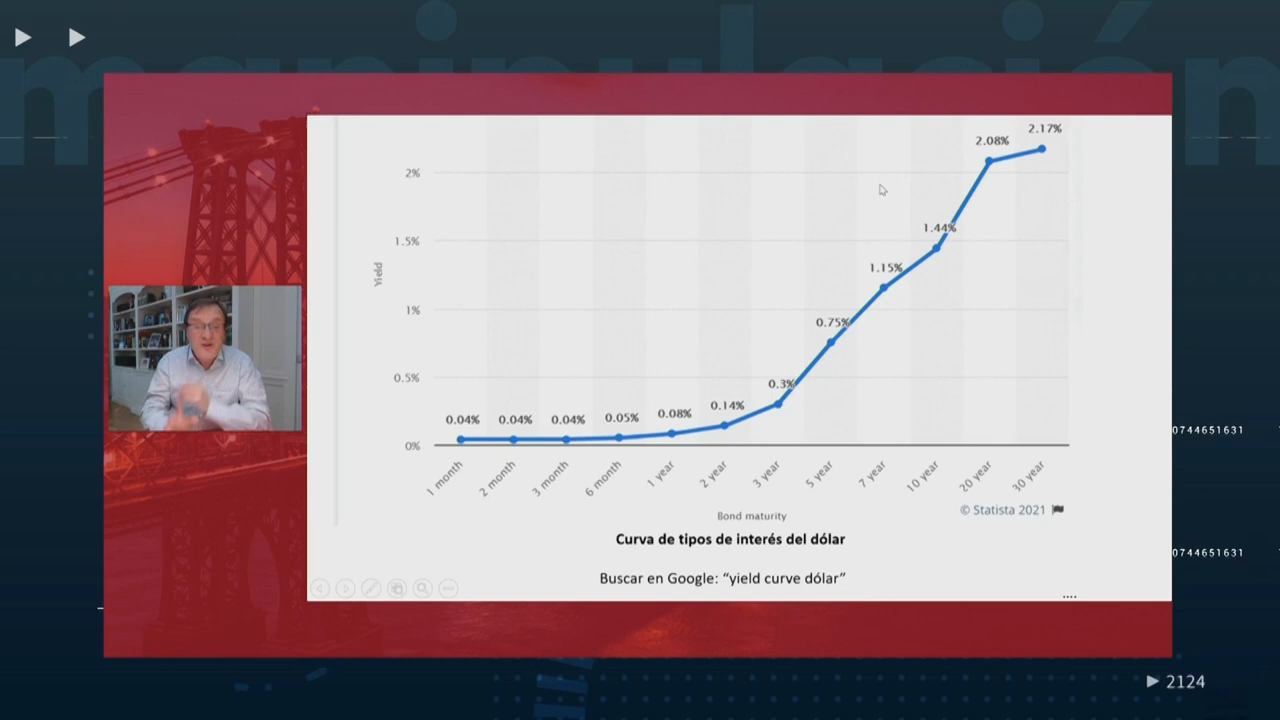 manipulación
2.17%
2.08%
2%
1.44%
1.5%
1.15%
Yield
1%
0.75%
0.5%
0.3%
0.04%
0.04%
0.04%
0.05%
0.08%
0.14%
0%
1 month
2 month
3 month
6 month
1 year
2 year
3 year
5 year
7 year
10 year
20 year
30 year
Bond maturity
© Statista 2021
Curva de tipos de interés del dólar
Buscar en Google: “yield curve dólar”
....
0744651631
0744651631
2124